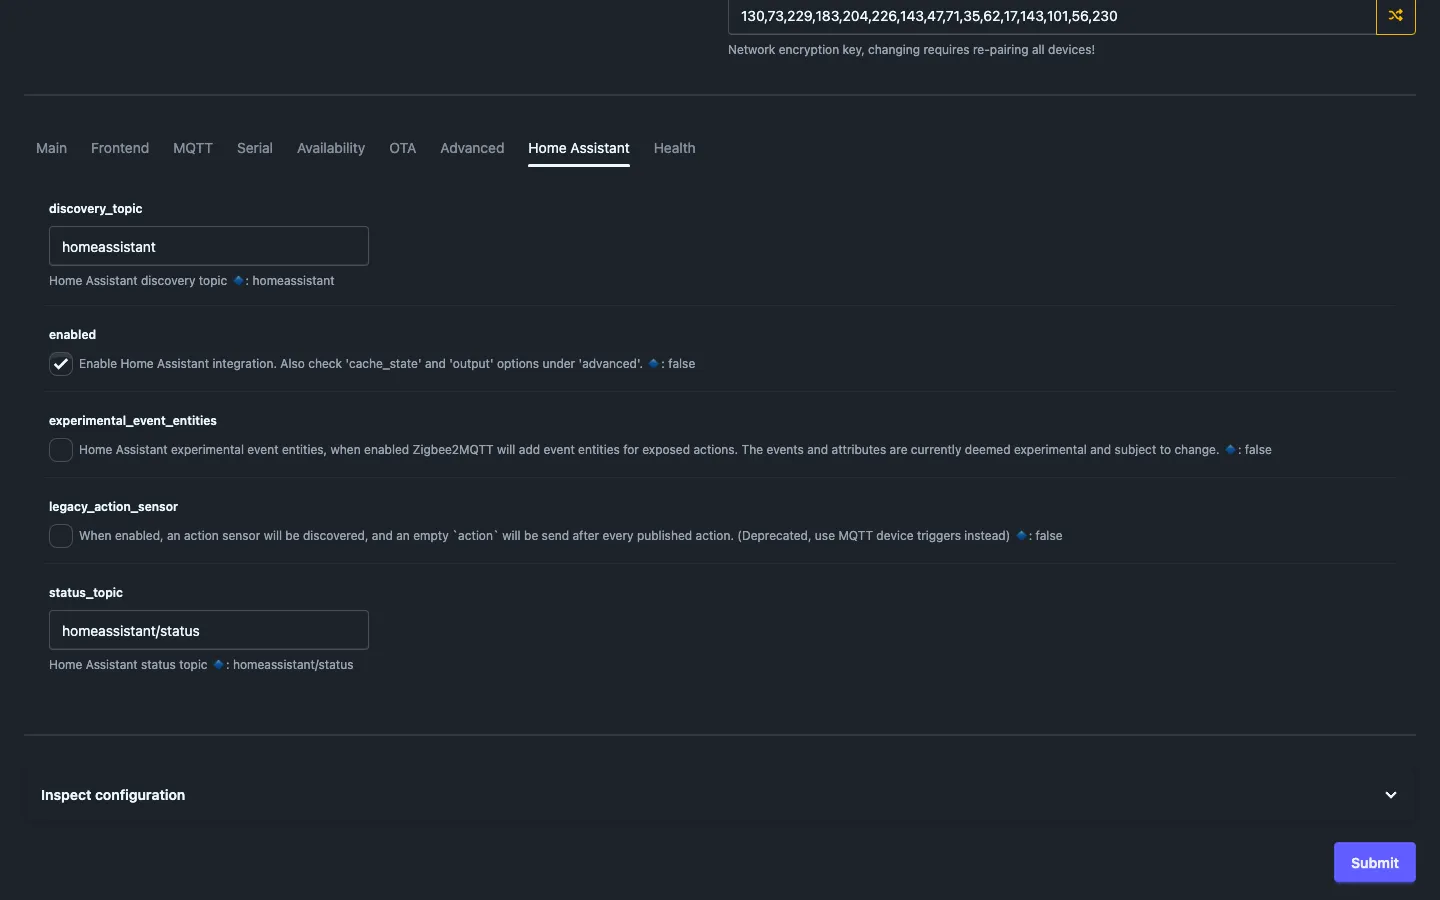 130,73,229,183,204,226,143,47,71,35,62,17,143,101,56,230
Network encryption key, changing requires re-pairing all devices!
Main Frontend MQTT Serial Availability OTA Advanced Home Assistant Health
discovery_topic
homeassistant
Home Assistant discovery topic 🔹: homeassistant
enabled
Enable Home Assistant integration. Also check 'cache_state' and 'output' options under 'advanced'. 🔹: false
experimental_event_entities
Home Assistant experimental event entities, when enabled Zigbee2MQTT will add event entities for exposed actions. The events and attributes are currently deemed experimental and subject to change. 🔹: false
legacy_action_sensor
When enabled, an action sensor will be discovered, and an empty `action` will be send after every published action. (Deprecated, use MQTT device triggers instead) 🔹: false
status_topic
homeassistant/status
Home Assistant status topic 🔹: homeassistant/status
Inspect configuration
Submit